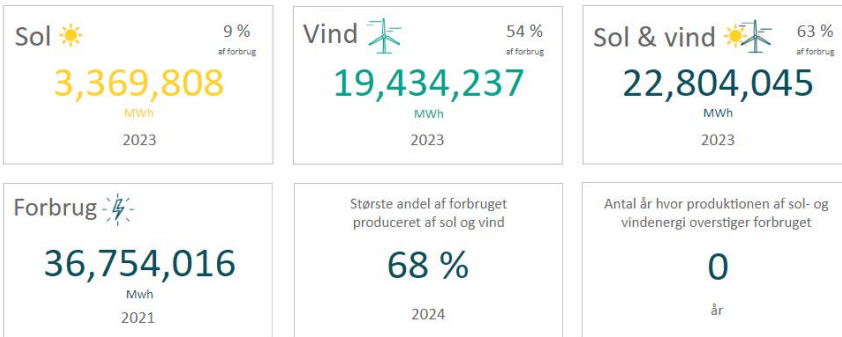 Sol 9 %
af forbrug
3,369,808
MWh
2023
Vind 54 %
af forbrug
19,434,237
MWh
2023
Sol & vind 63 %
af forbrug
22,804,045
MWh
2023
Forbrug
36,754,016
Mwh
2021
Største andel af forbruget
produceret af sol og vind
68 %
2024
Antal år hvor produktionen af sol- og
vindenergi overstiger forbruget
0
år